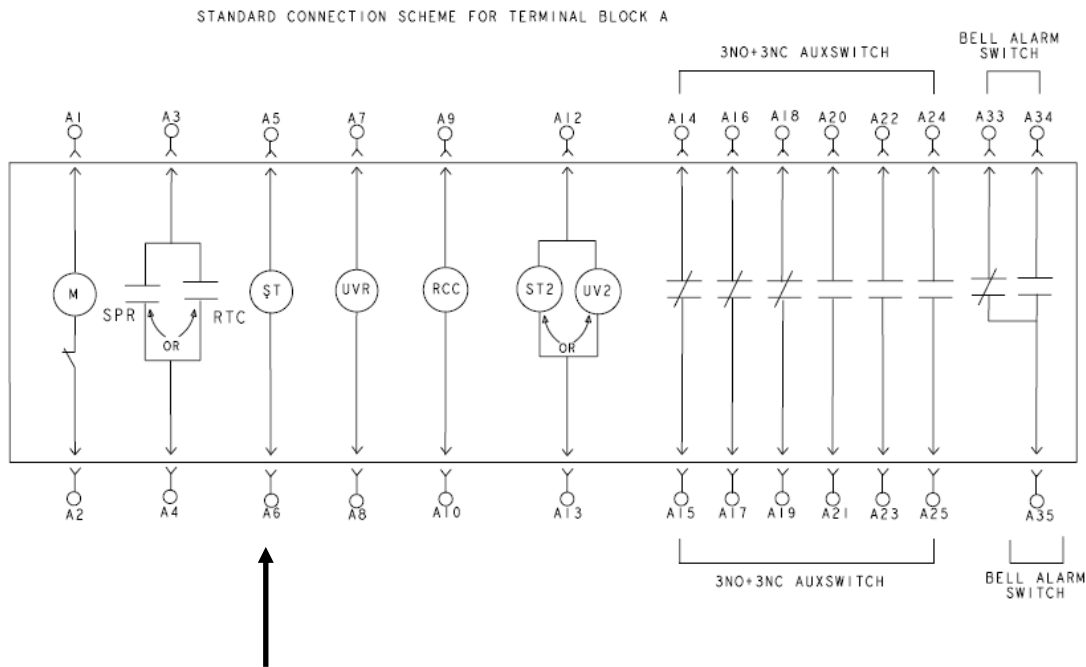 STANDARD CONNECTION SCHEME FOR TERMINAL BLOCK A
3NO+3NC AUXSWITCH
BELL ALARM
SWITCH
A1 A3 A5 A7 A9 A12 A14 A16 A18 A20 A22 A24 A33 A34
M ŞT UVR RCC ST2 UV2
SPR RTC
OR OR
A2 A4 A6 A8 A10 A13 A15 A17 A19 A21 A23 A25 A35
3NO+3NC AUXSWITCH
BELL ALARM
SWITCH